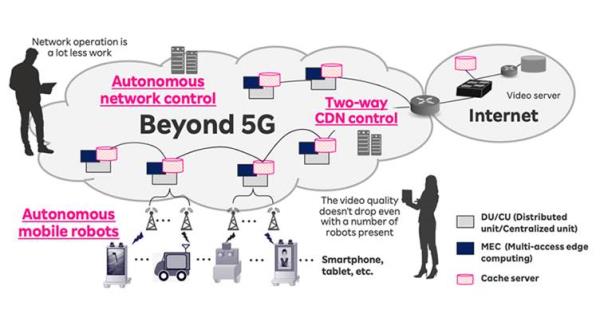 Network operation is
a lot less work
Autonomous
network control
Beyond 5G
Two-way
CDN control
Video server
Internet
Autonomous
mobile robots
The video quality
doesn't drop even
with a number of
robots present
Smartphone,
tablet, etc.
DU/CU (Distributed
unit/Centralized unit)
MEC (Multi-access edge
computing)
Cache server